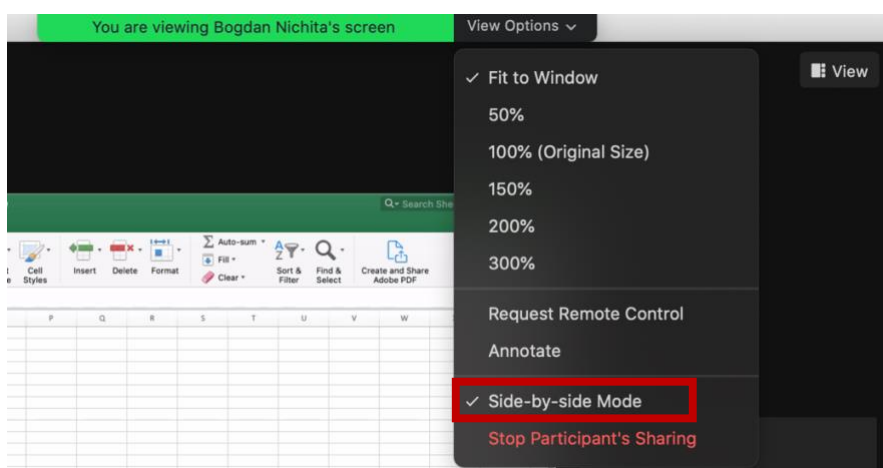 You are viewing Bogdan Nichita's screen
View Options
View
✓ Fit to Window
50%
100% (Original Size)
150%
200%
300%
Request Remote Control
Annotate
✓ Side-by-side Mode
Stop Participant's Sharing
Search She
Cell Styles
Insert
Delete
Format
Auto-sum
Fill
Clear
Sort & Filter
Find & Select
Create and Share Adobe PDF
P Q R S T U V W